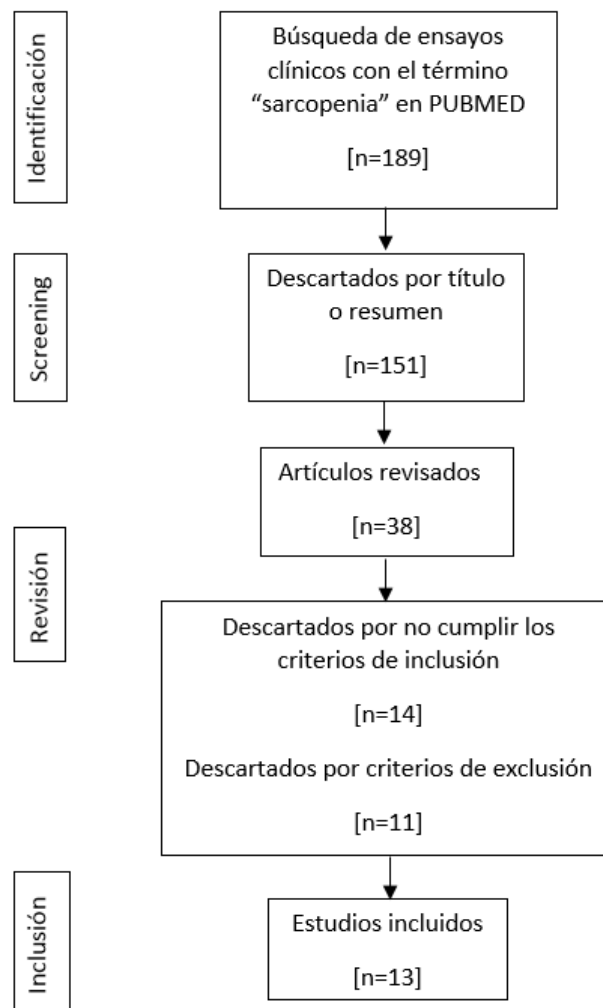 Identificación
Búsqueda de ensayos
clínicos con el término
“sarcopenia” en PUBMED
[n=189]
Screening
Descartados por título
o resumen
[n=151]
Artículos revisados
[n=38]
Revisión
Descartados por no cumplir los
criterios de inclusión
[n=14]
Descartados por criterios de exclusión
[n=11]
Inclusión
Estudios incluidos
[n=13]